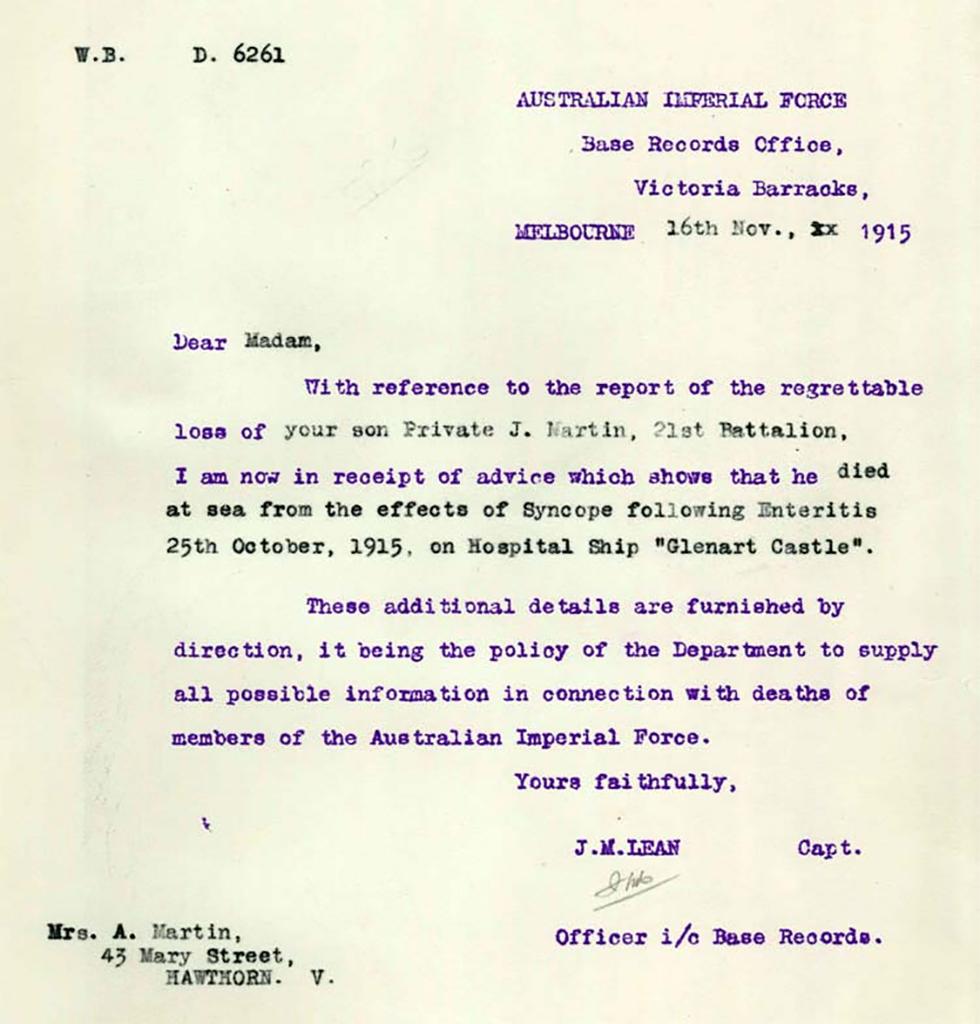 W.B. D. 6261
AUSTRALIAN IMPERIAL FORCE
Base Records Office,
Victoria Barracks,
MELBOURNE 16th Nov., xx 1915
Dear Madam,
With reference to the report of the regrettable
loss of your son Private J. Martin, 21st Battalion,
I am now in receipt of advice which shows that he died
at sea from the effects of Syncope following Enteritis
25th October, 1915, on Hospital Ship "Glenart Castle".
These additional details are furnished by
direction, it being the policy of the Department to supply
all possible information in connection with deaths of
members of the Australian Imperial Force.
Yours faithfully,
J.M.LEAN Capt.
Officer i/c Base Records.
Mrs. A. Martin,
43 Mary Street,
HAWTHORN. V.